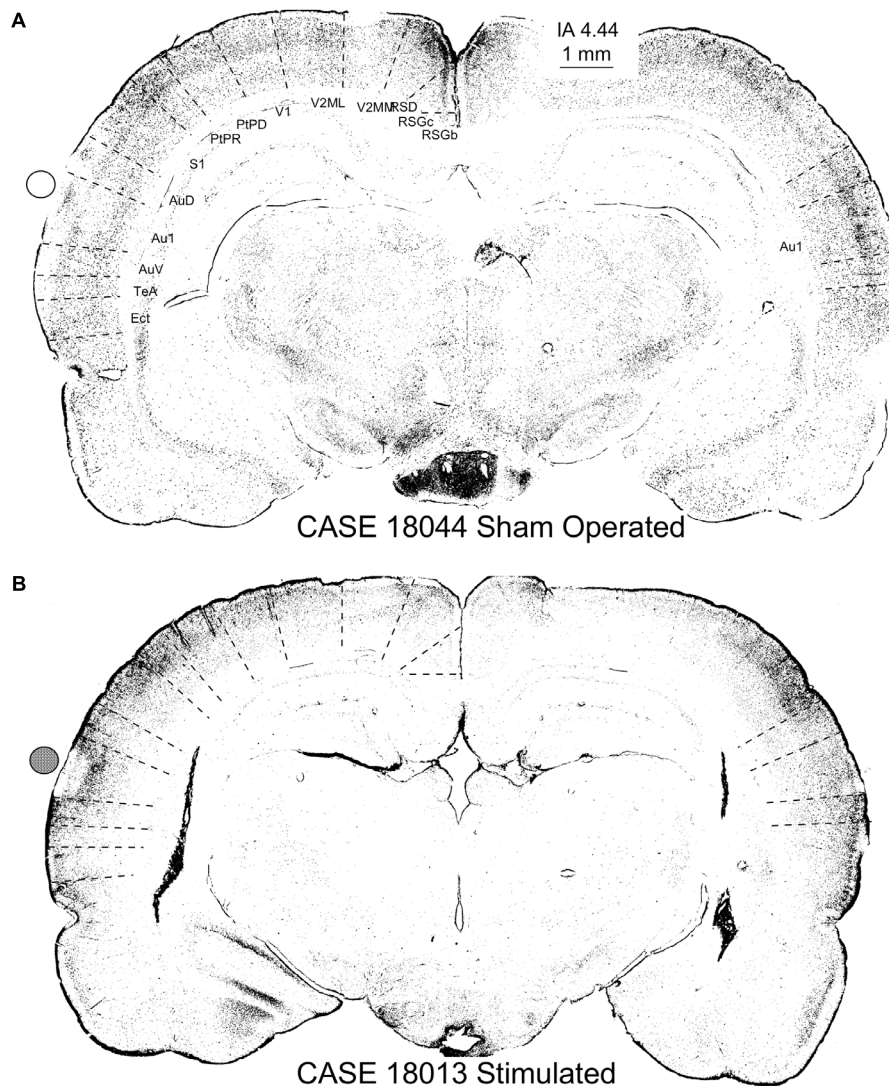 A
IA 4.44
1 mm
V2ML
V2MM
RSD
V1
RSGc
PtPD
RSGb
PtPR
S1
AuD
Au1
Au1
AuV
TeA
Ect
CASE 18044 Sham Operated
B
CASE 18013 Stimulated